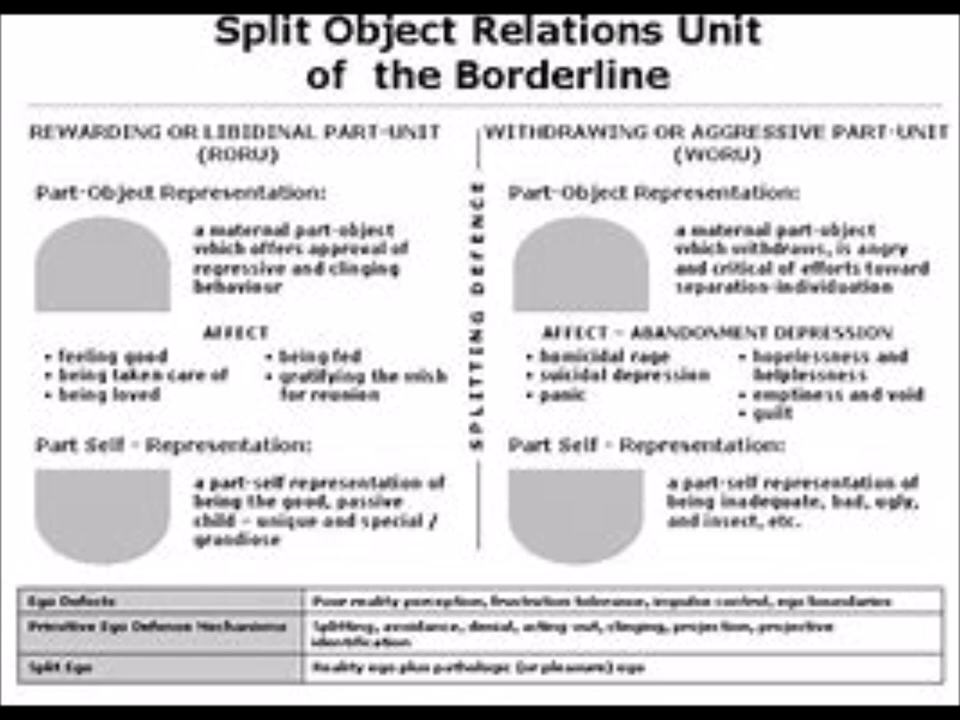 Split Object Relations Unit
of the Borderline
REWARDING OR LIBIDINAL PART-UNIT
(RORU)
Part-Object Representation:
a maternal part-object
which offers approval of
regressive and clinging
behaviour
AFFECT
• feeling good
• being taken care of
• being loved
• being fed
• gratifying the wish
for reunion
Part Self - Representation:
a part-self representation of
being the good, passive
child - unique and special /
grandiose
SPLITTING DEFENCE
WITHDRAWING OR AGGRESSIVE PART-UNIT
(WORU)
Part-Object Representation:
a maternal part-object
which withdraws, is angry
and critical of efforts toward
separation-individuation
AFFECT - ABANDONMENT DEPRESSION
• homicidal rage
• suicidal depression
• panic
• hopelessness and
helplessness
• emptiness and void
• guilt
Part Self - Representation:
a part-self representation of
being inadequate, bad, ugly,
and insect, etc.
Ego Defects
Poor reality perception, frustration tolerance, impulse control, ego boundaries
Primitive Ego Defense Mechanisms
Splitting, avoidance, denial, acting out, clinging, projection, projective
identification
Split Ego
Reality ego plus pathologic (or pleasure) ego